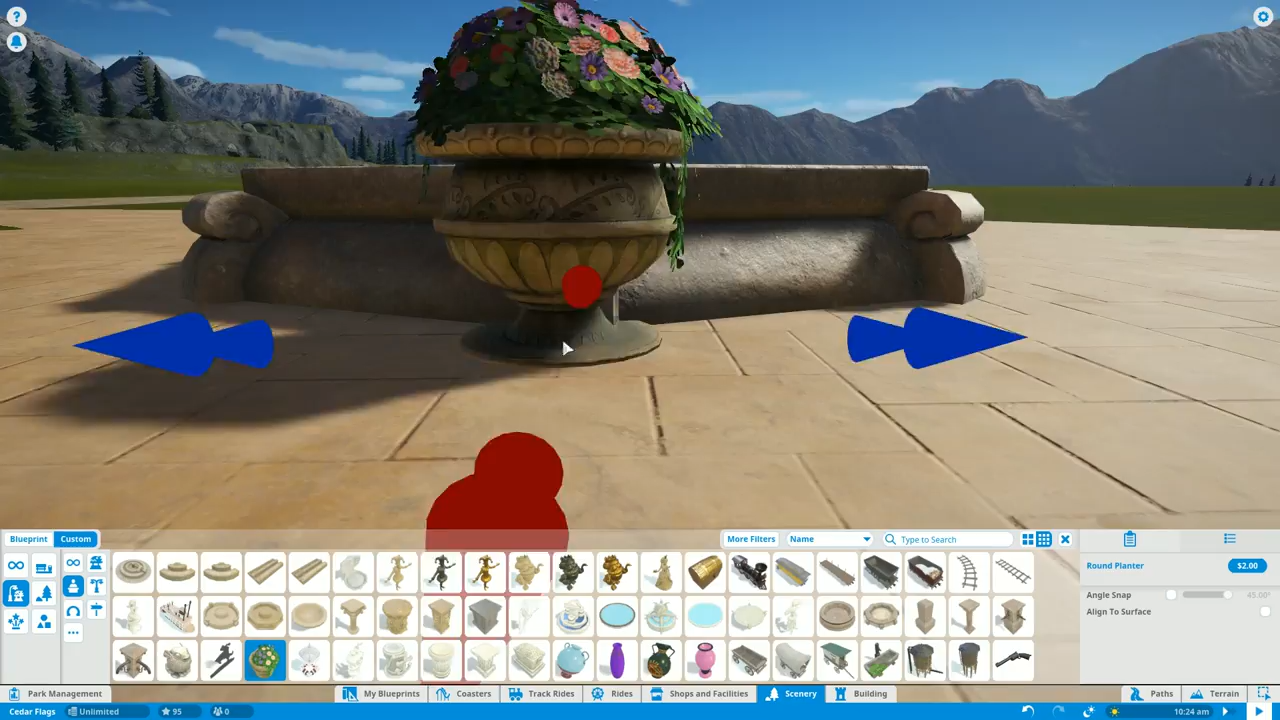 ?
Blueprint
Custom
More Filters
Name
Type to Search
Round Planter
$2.00
Angle Snap
45.00°
Align To Surface
Park Management
My Blueprints
Coasters
Track Rides
Rides
Shops and Facilities
Scenery
Building
Paths
Terrain
Cedar Flags
Unlimited
95
0
10:24 am